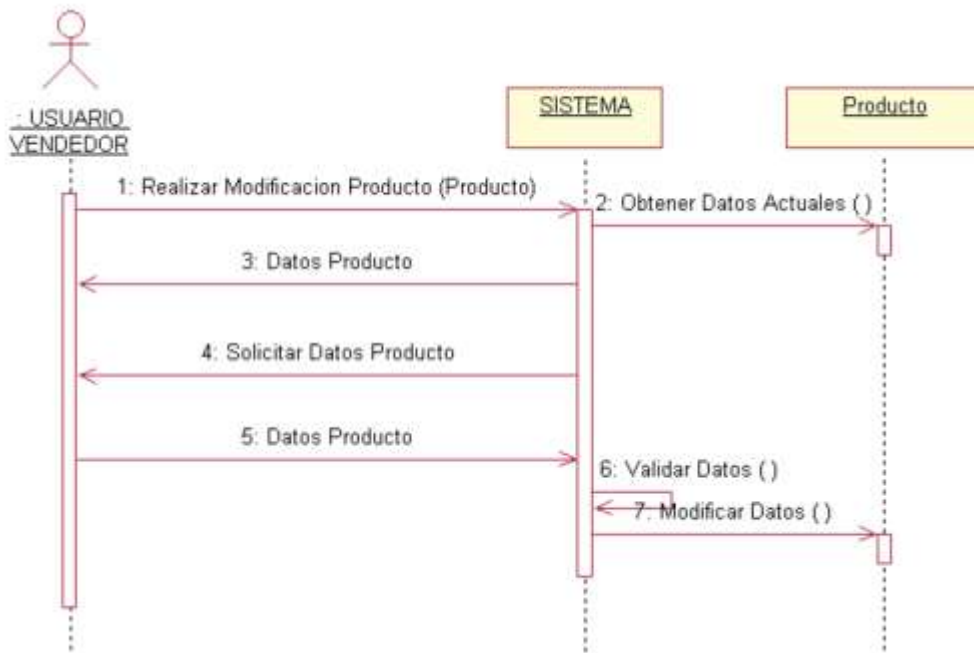 : USUARIO
VENDEDOR
SISTEMA
Producto
1: Realizar Modificacion Producto (Producto)
2: Obtener Datos Actuales ( )
3: Datos Producto
4: Solicitar Datos Producto
5: Datos Producto
6: Validar Datos ( )
7: Modificar Datos ( )